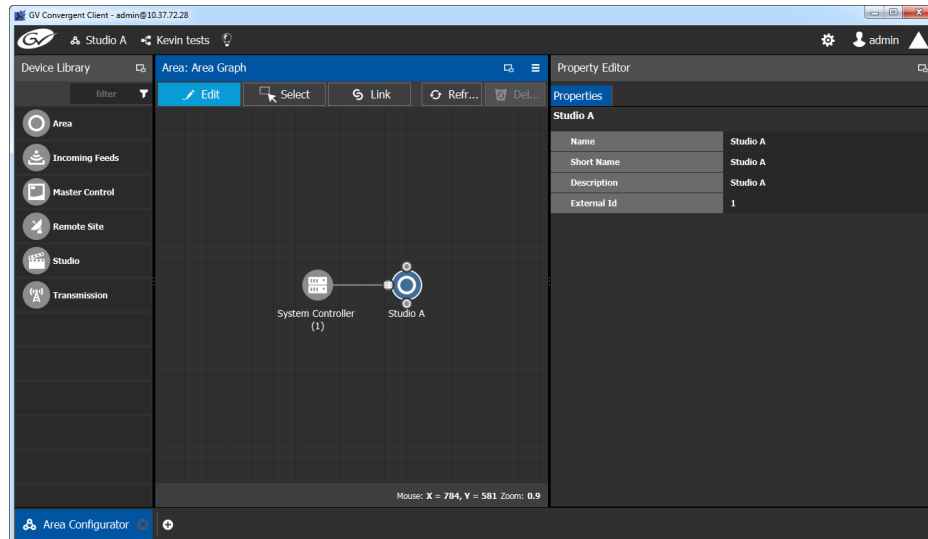 GV Convergent Client - admin@10.37.72.28
GV Studio A Kevin tests admin
Device Library
filter
Area
Incoming Feeds
Master Control
Remote Site
Studio
Transmission
Area: Area Graph
Edit Select Link Refr... Del...
System Controller
(1)
Studio A
Mouse: X = 784, Y = 581 Zoom: 0.9
Property Editor
Properties
Studio A
Name Studio A
Short Name Studio A
Description Studio A
External Id 1
Area Configurator